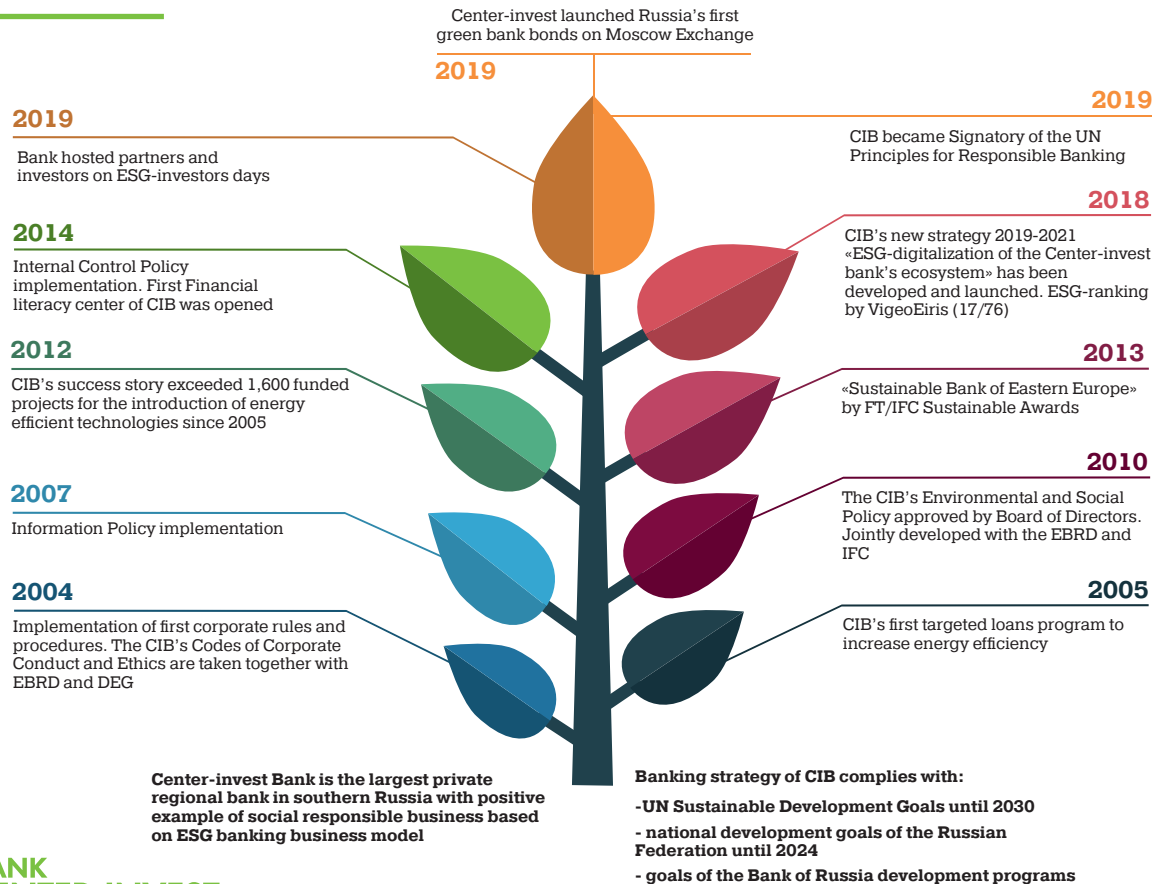 Center-invest launched Russia's first
green bank bonds on Moscow Exchange
2019
2019
Bank hosted partners and
investors on ESG-investors days
2019
CIB became Signatory of the UN
Principles for Responsible Banking
2018
CIB's new strategy 2019-2021
«ESG-digitalization of the Center-invest
bank's ecosystem» has been
developed and launched. ESG-ranking
by VigeoEiris (17/76)
2014
Internal Control Policy
implementation. First Financial
literacy center of CIB was opened
2013
«Sustainable Bank of Eastern Europe»
by FT/IFC Sustainable Awards
2012
CIB's success story exceeded 1,600 funded
projects for the introduction of energy
efficient technologies since 2005
2010
The CIB's Environmental and Social
Policy approved by Board of Directors.
Jointly developed with the EBRD and
IFC
2007
Information Policy implementation
2005
CIB's first targeted loans program to
increase energy efficiency
2004
Implementation of first corporate rules and
procedures. The CIB's Codes of Corporate
Conduct and Ethics are taken together with
EBRD and DEG
Center-invest Bank is the largest private
regional bank in southern Russia with positive
example of social responsible business based
on ESG banking business model
Banking strategy of CIB complies with:
-UN Sustainable Development Goals until 2030
- national development goals of the Russian
Federation until 2024
- goals of the Bank of Russia development programs